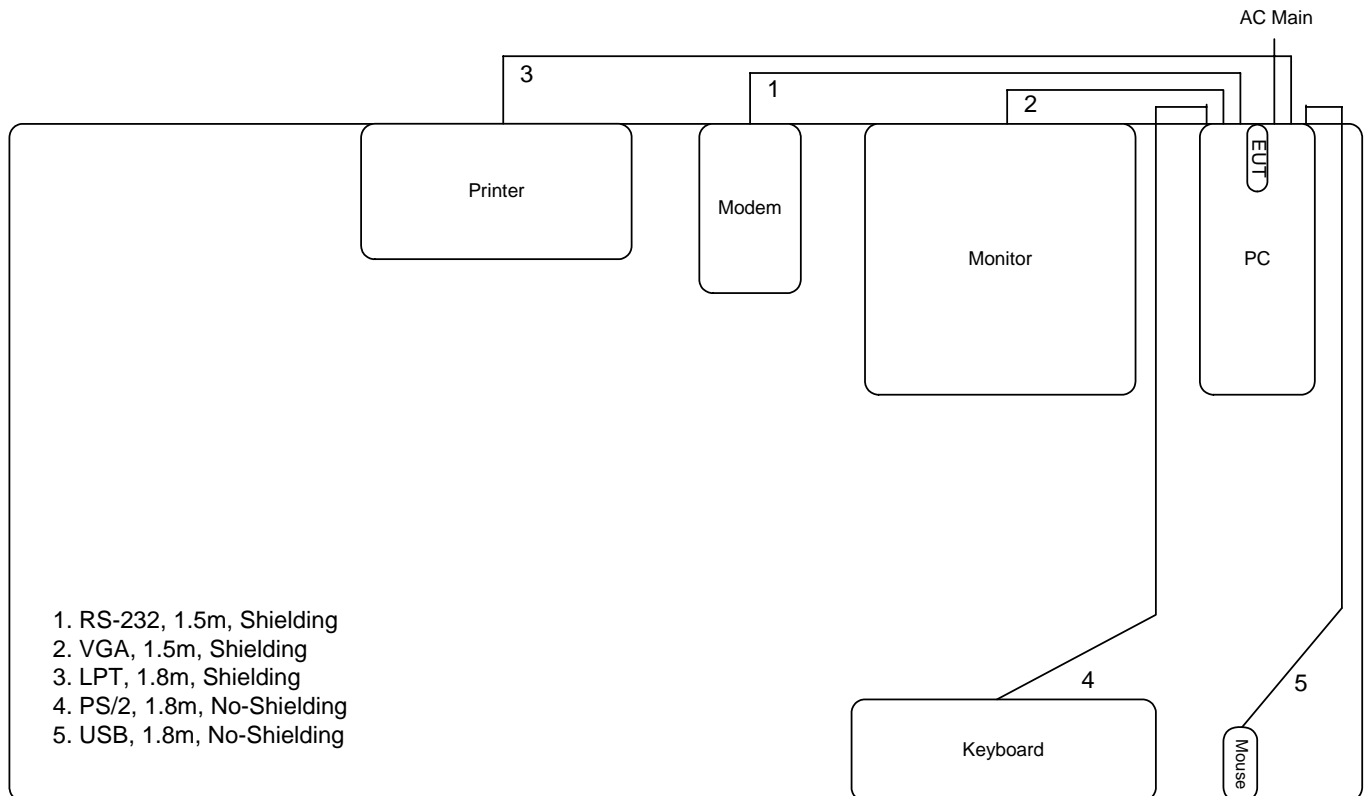 AC Main
3
1
2
EUT
Printer
Modem
Monitor
PC
1. RS-232, 1.5m, Shielding
2. VGA, 1.5m, Shielding
3. LPT, 1.8m, Shielding
4. PS/2, 1.8m, No-Shielding
5. USB, 1.8m, No-Shielding
4
5
Keyboard
Mouse